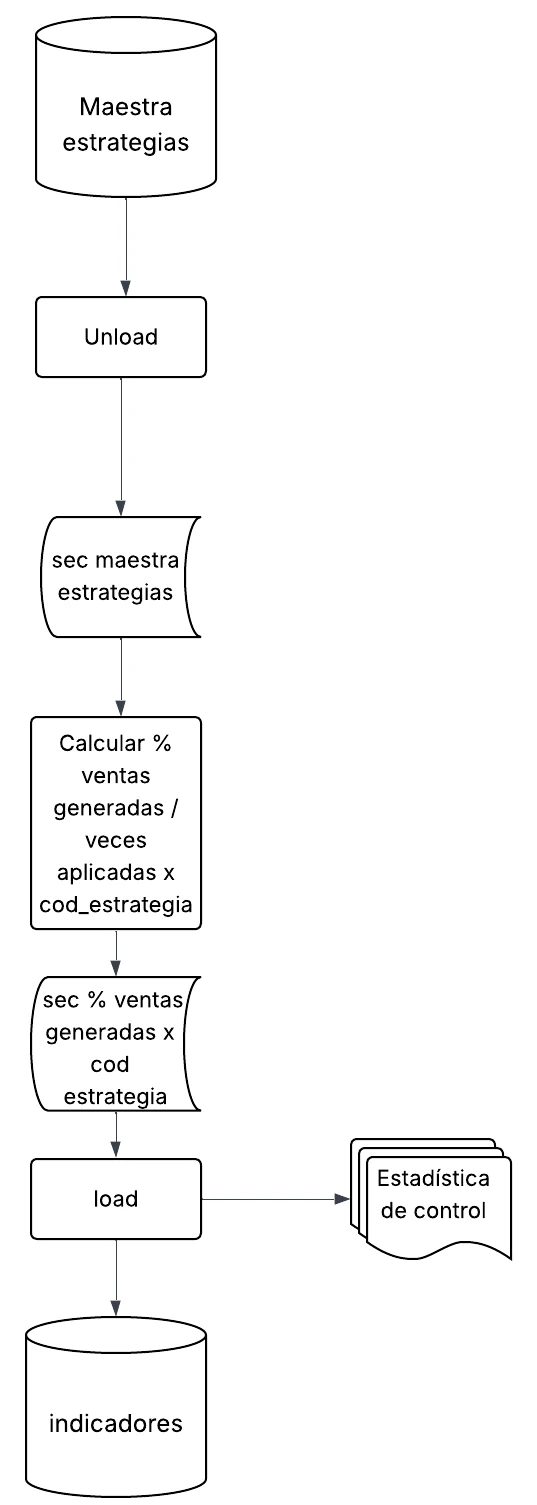 Maestra
estrategias
Unload
sec maestra
estrategias
Calcular %
ventas
generadas /
veces
aplicadas x
cod_estrategia
sec % ventas
generadas x
cod
estrategia
load
Estadística
de control
indicadores